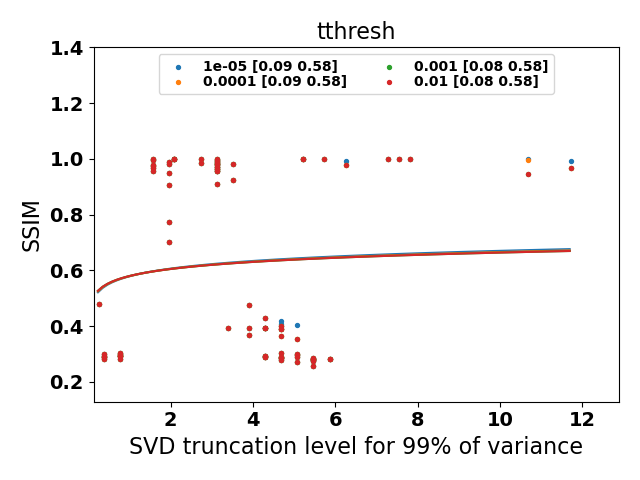 tthresh
1e-05 [0.09 0.58]
0.0001 [0.09 0.58]
0.001 [0.08 0.58]
0.01 [0.08 0.58]
1.4
1.2
1.0
0.8
0.6
0.4
0.2
SSIM
2 4 6 8 10 12
SVD truncation level for 99% of variance